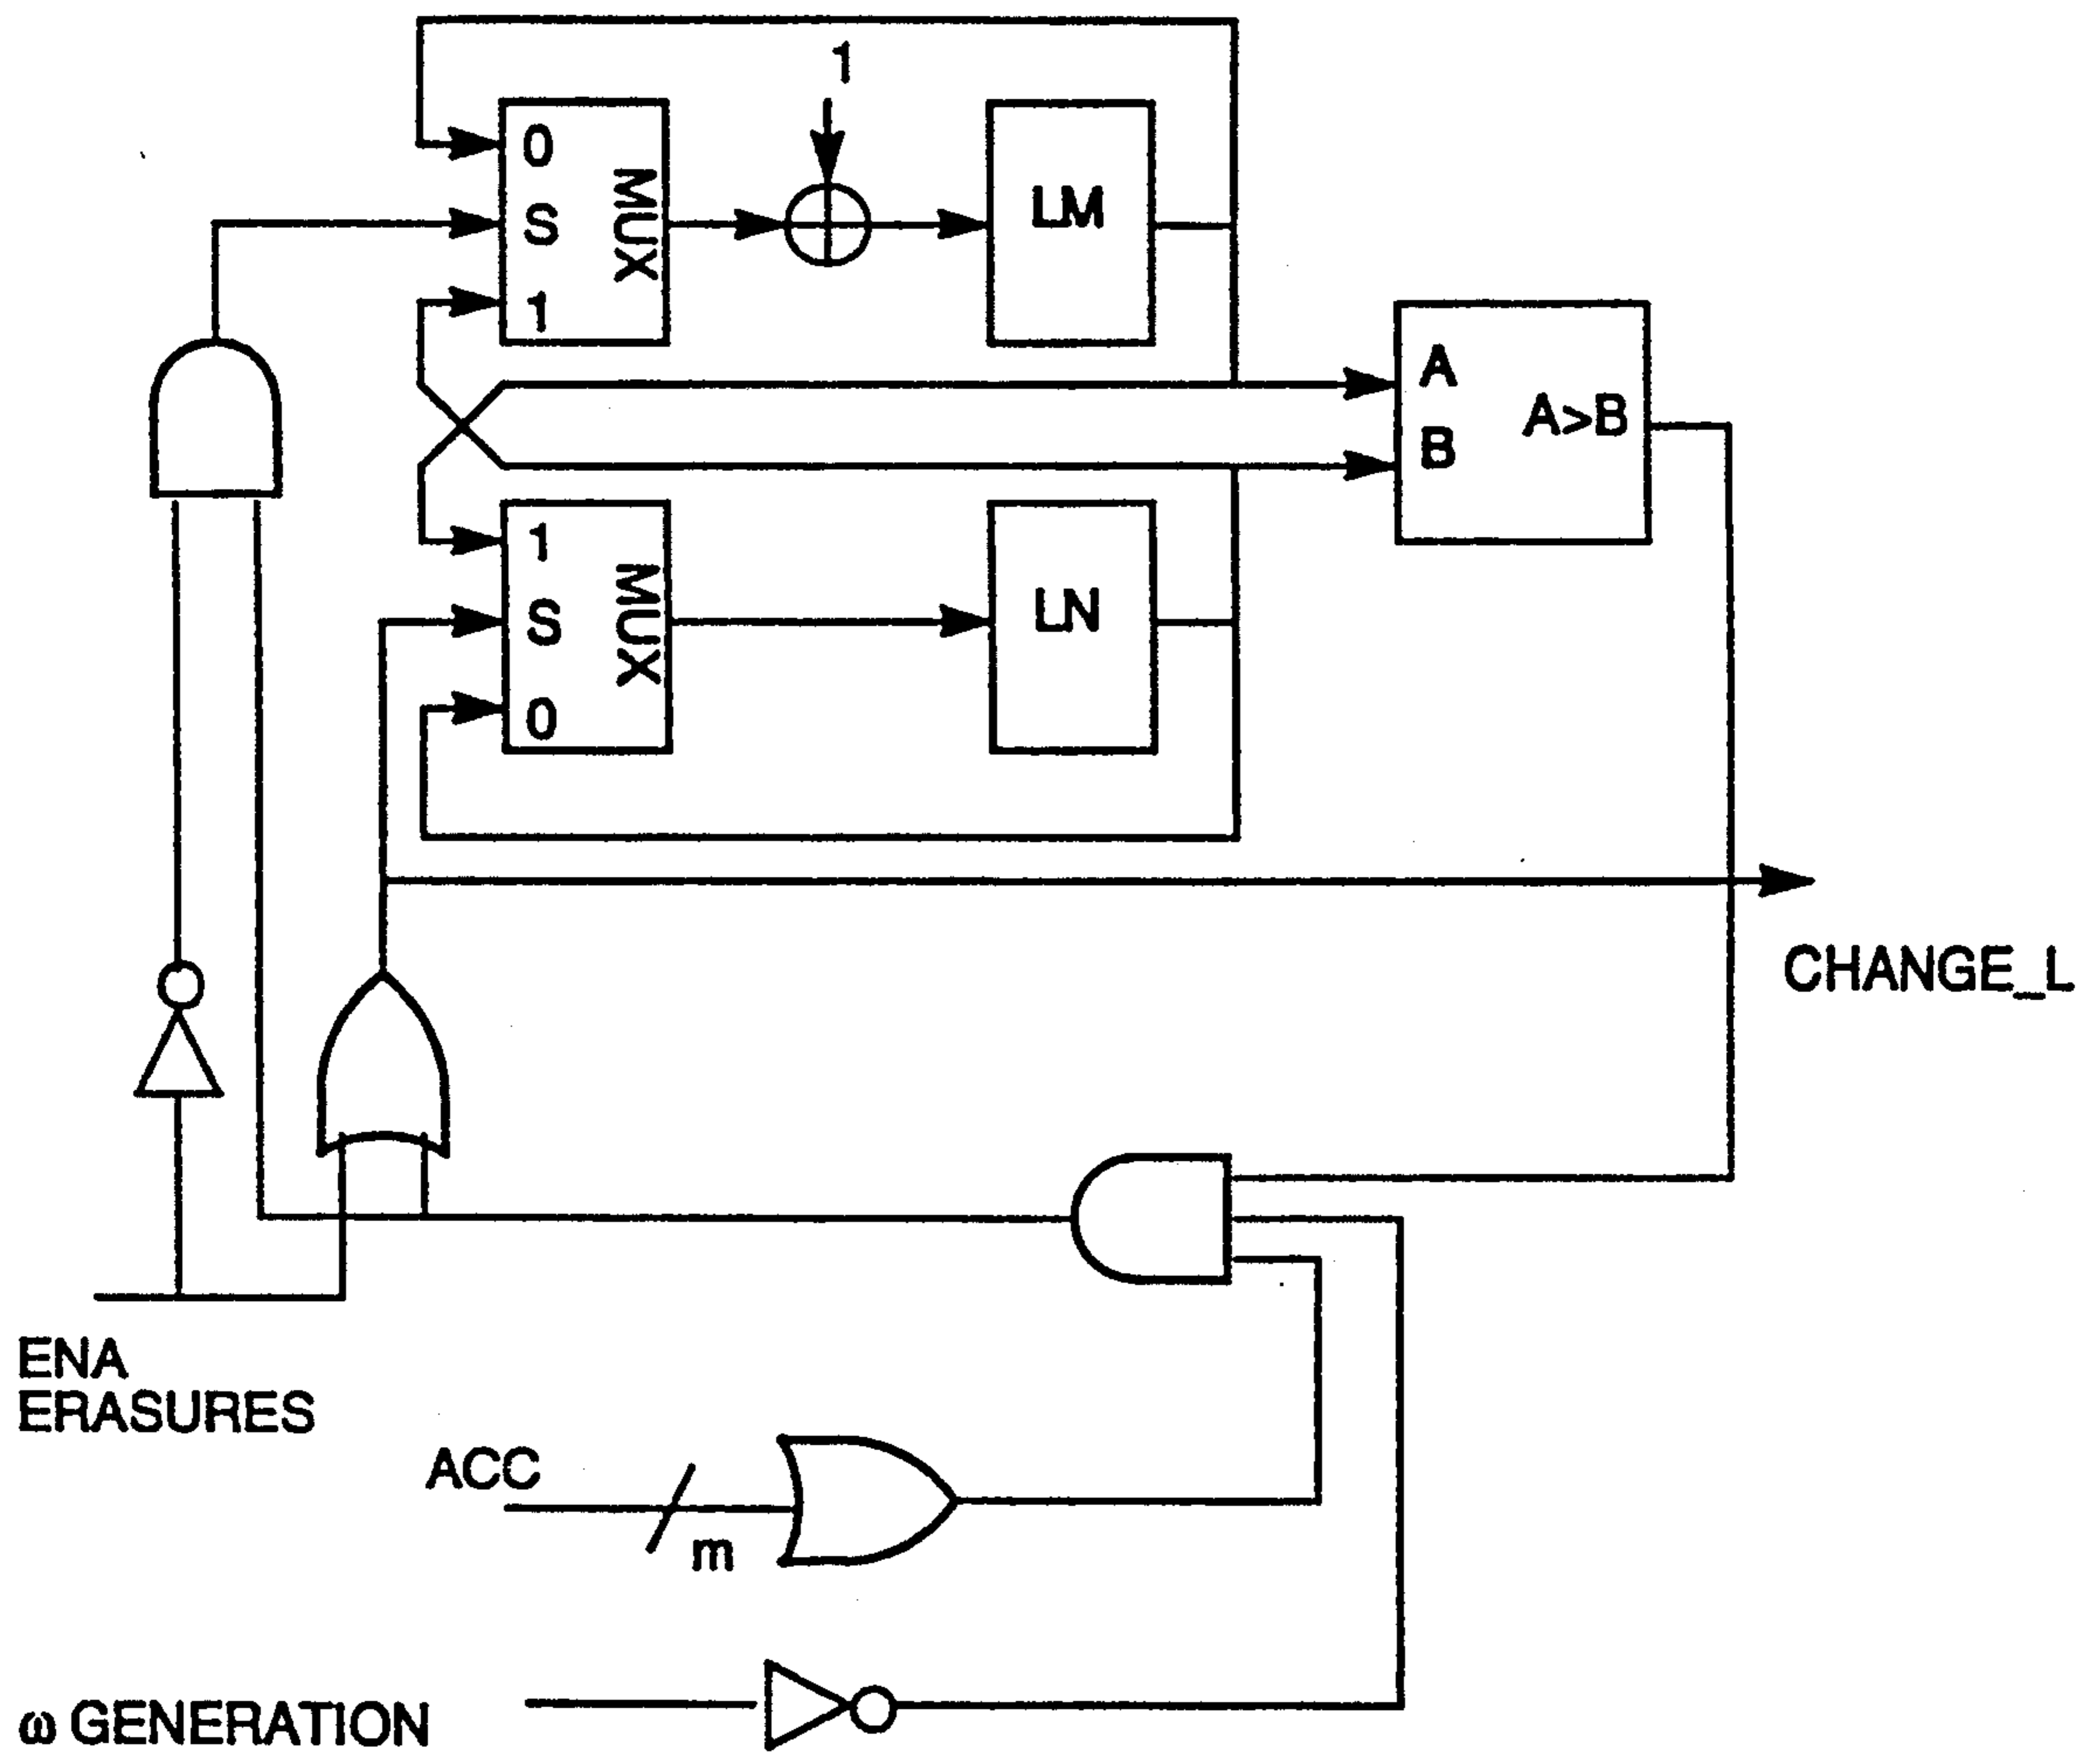 1
0
S
1
MUX
LM
A
B
A>B
1
S
0
MUX
LN
CHANGE_L
ENA
ERASURES
ACC
m
ω GENERATION